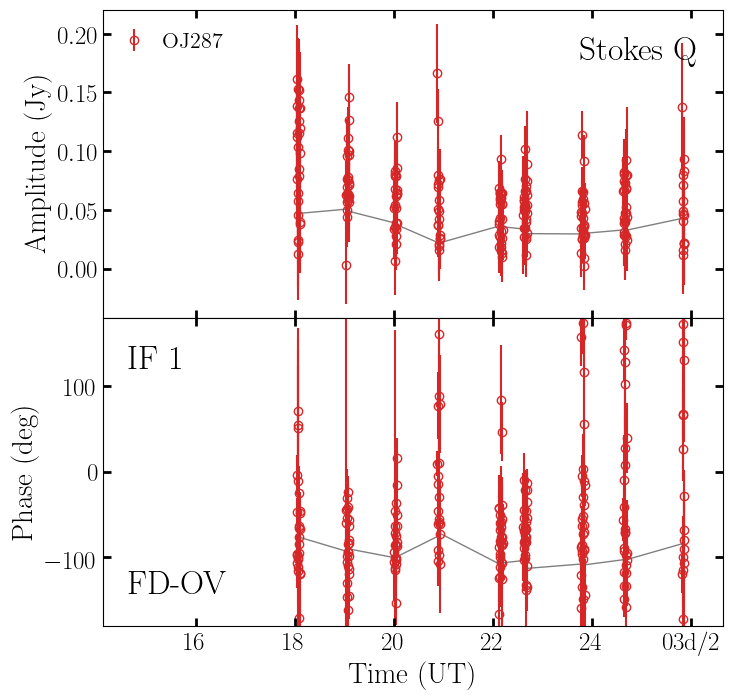 OJ287
Stokes Q
0.20
0.15
0.10
0.05
0.00
Amplitude (Jy)
IF 1
100
0
−100
Phase (deg)
FD-OV
16 18 20 22 24 03d/2
Time (UT)